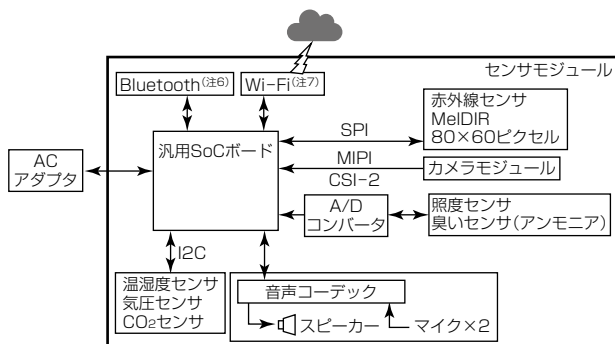 センサモジュール
Bluetooth(注6)
Wi-Fi(注7)
赤外線センサ
MelDIR
80×60ピクセル
SPI
汎用SoCボード
AC
アダプタ
MIPI
CSI-2
カメラモジュール
A/D
コンバータ
照度センサ
臭いセンサ(アンモニア)
I2C
温湿度センサ
気圧センサ
CO2センサ
音声コーデック
スピーカー
マイク×2